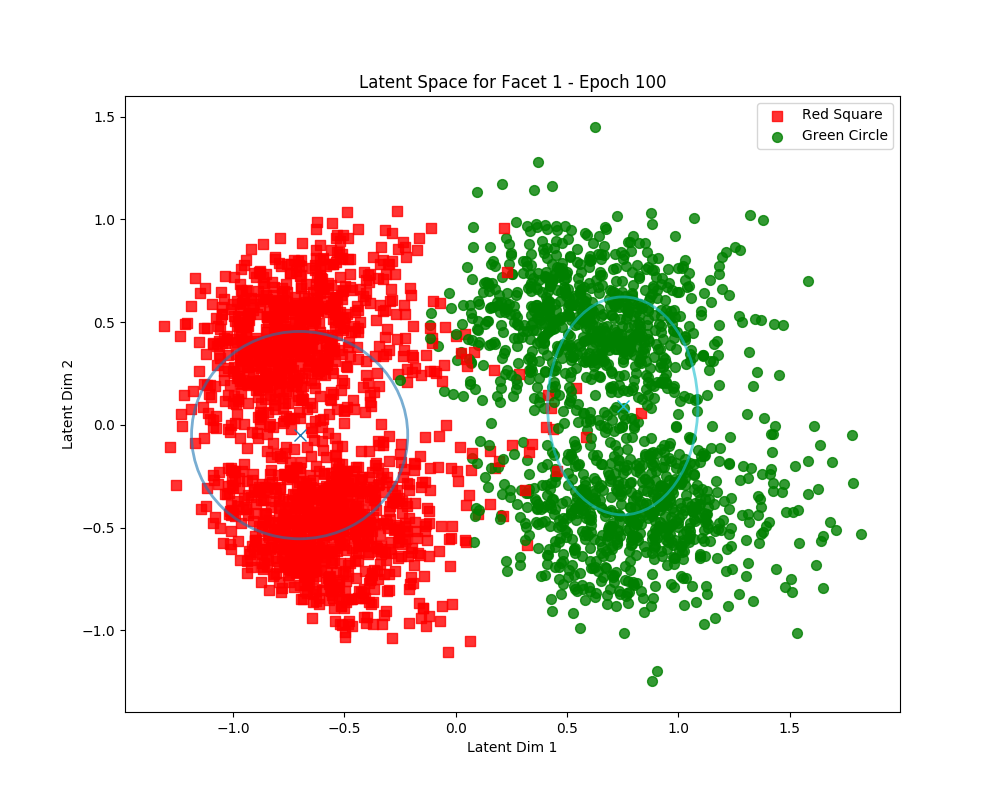 Latent Space for Facet 1 - Epoch 100
Red Square
Green Circle
1.5
1.0
0.5
0.0
−0.5
−1.0
Latent Dim 2
−1.0 −0.5 0.0 0.5 1.0 1.5
Latent Dim 1